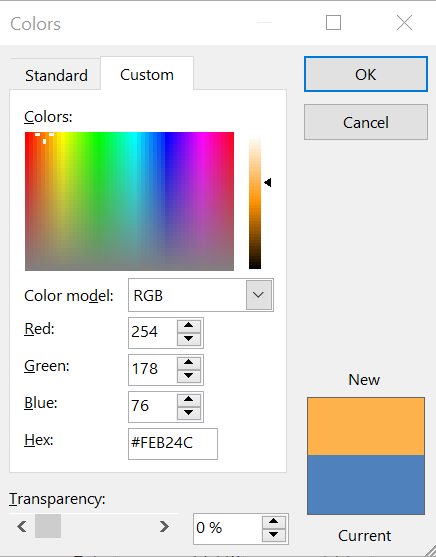 Colors
Standard
Custom
OK
Cancel
Colors:
Color model:
RGB
Red:
254
Green:
178
Blue:
76
Hex:
#FEB24C
New
Current
Transparency:
0 %